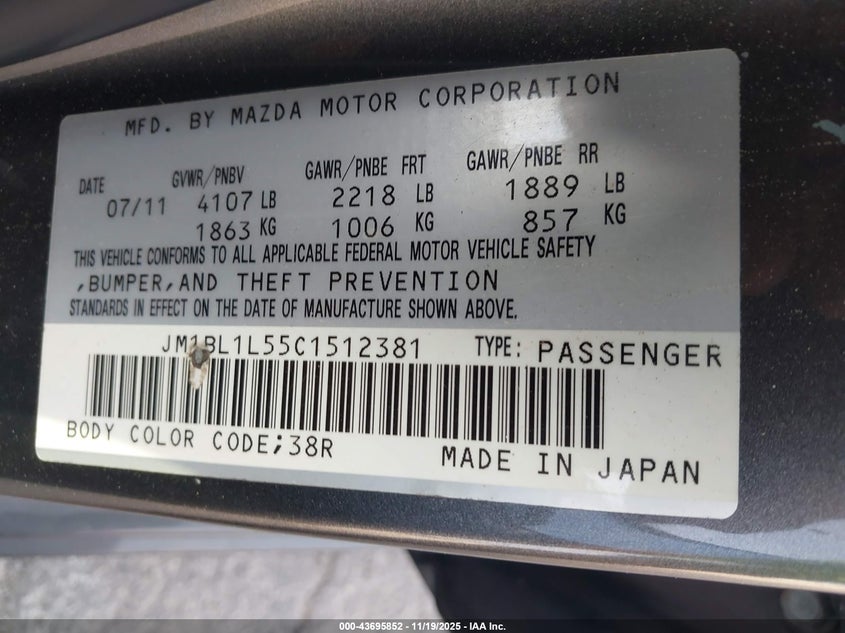 MFD. BY MAZDA MOTOR CORPORATION
DATE GVWR/PNBV GAWR/PNBE FRT GAWR/PNBE RR
07/11 4107 LB 2218 LB 1889 LB
1863 KG 1006 KG 857 KG
THIS VEHICLE CONFORMS TO ALL APPLICABLE FEDERAL MOTOR VEHICLE SAFETY
,BUMPER,AND THEFT PREVENTION
STANDARDS IN EFFECT ON THE DATE OF MANUFACTURE SHOWN ABOVE.
JM1BL1L55C1512381 TYPE: PASSENGER
BODY COLOR CODE;38R
MADE IN JAPAN
000-43695852 - 11/19/2025 - IAA Inc.